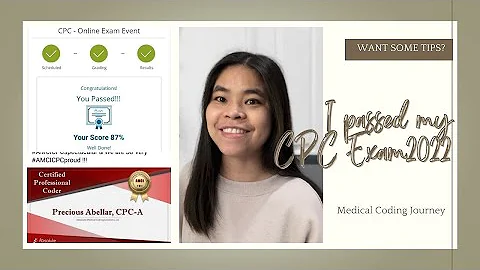 CPC - Online Exam Event
Scheduled
Grading
Results
Congratulations!
You Passed!!!
Your Score 87%
Well Done!
#AMCICPCproud !!!
Certified
Professional
Coder
AMCI
Precious Abellar, CPC-A
WANT SOME TIPS?
I passed my
CPC Exam2022
Medical Coding Journey